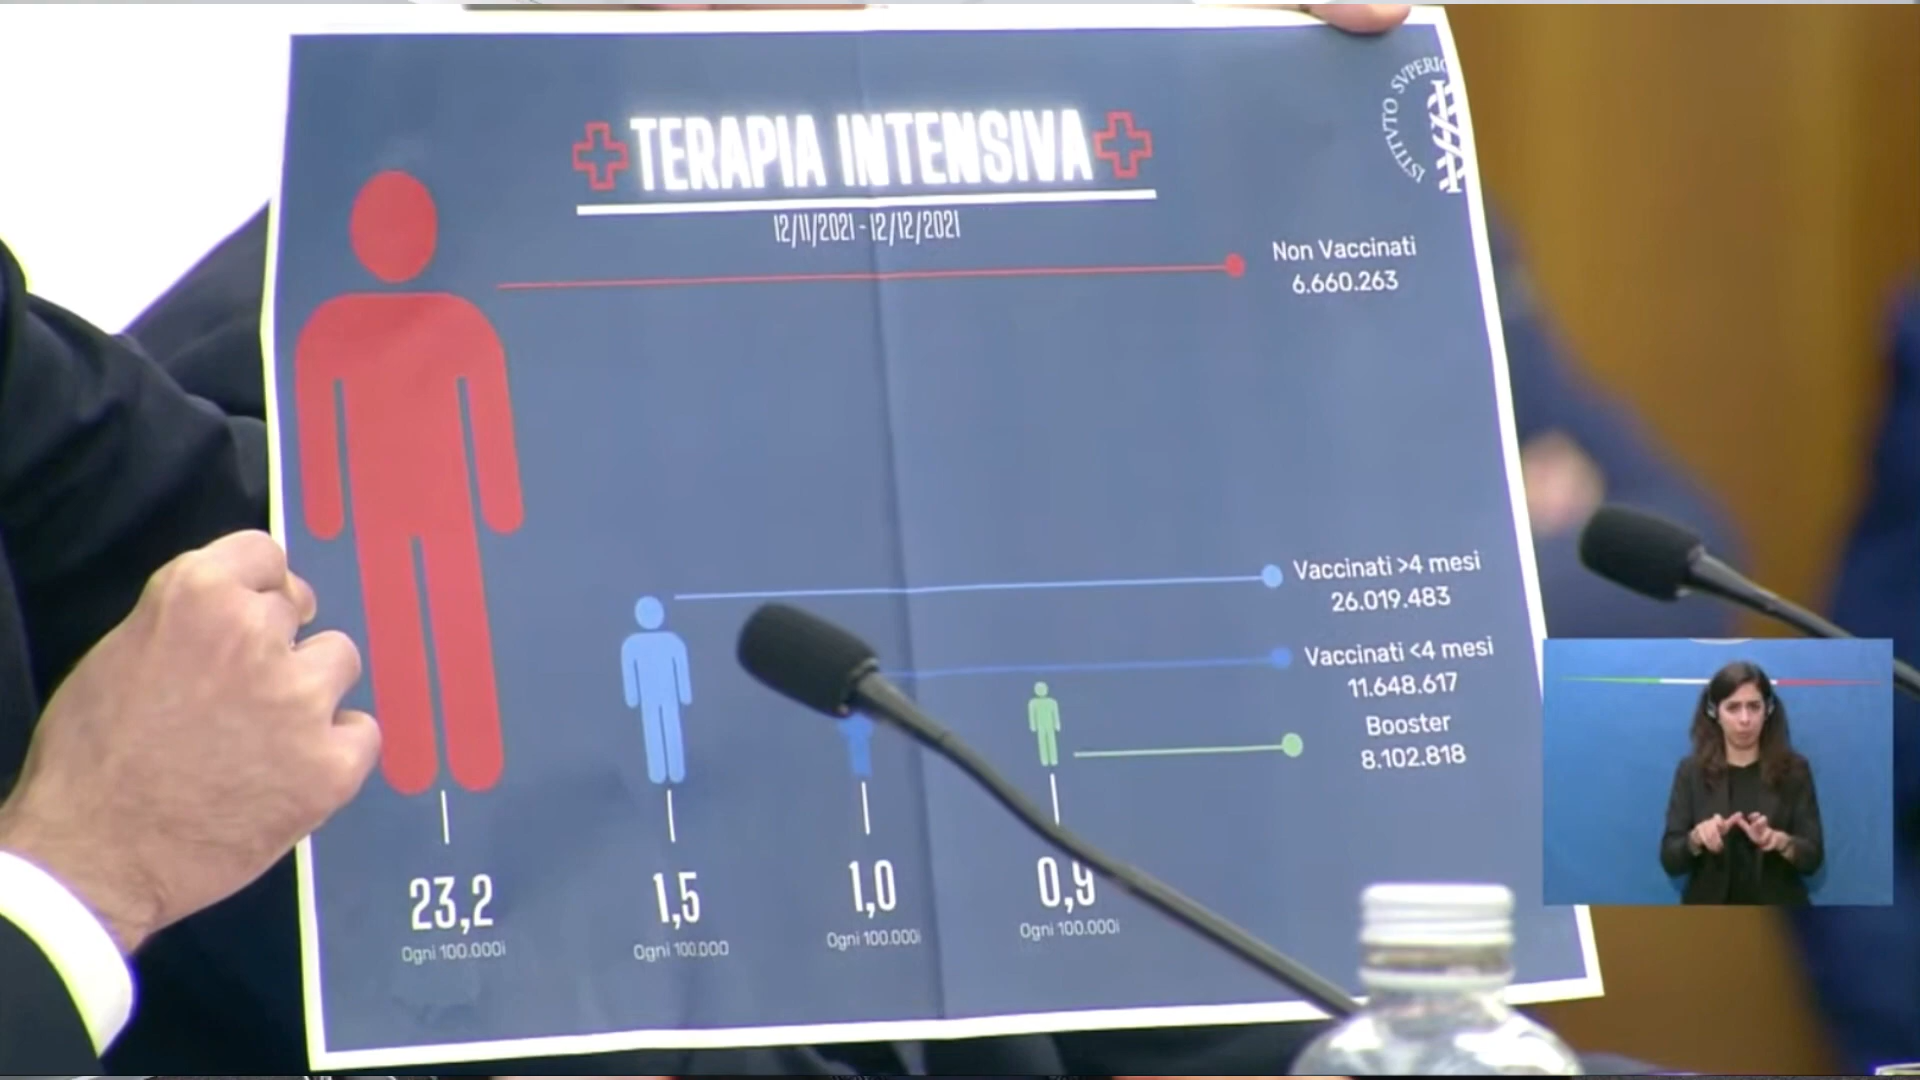 ISTITVTO SVPERIO
TERAPIA INTENSIVA
12/11/2021 - 12/12/2021
Non Vaccinati
6.660.263
Vaccinati >4 mesi
26.019.483
Vaccinati <4 mesi
11.648.617
Booster
8.102.818
23,2
Ogni 100.000i
1,5
Ogni 100.000
1,0
Ogni 100.000i
0,9
Ogni 100.000i